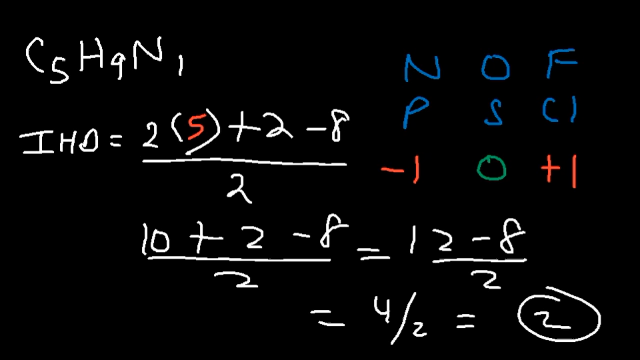 C5H9N1
N O F
P S Cl
IHD = 2(5)+2-8
2
-1 0 +1
10 + 2 - 8 = 12 - 8
2 2
= 4/2 = 2